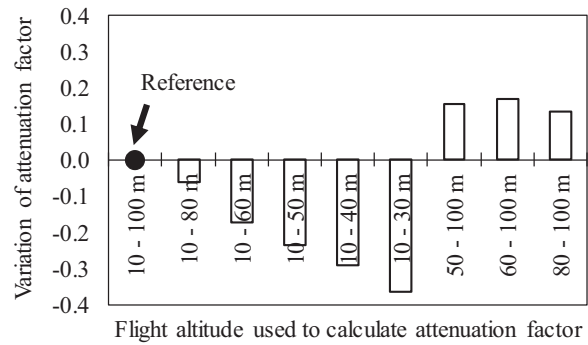 0.4
0.3
0.2
0.1
0.0
-0.1
-0.2
-0.3
-0.4
Variation of attenuation factor
Reference
10 - 100 m
10 - 80 m
10 - 60 m
10 - 50 m
10 - 40 m
10 - 30 m
50 - 100 m
60 - 100 m
80 - 100 m
Flight altitude used to calculate attenuation factor